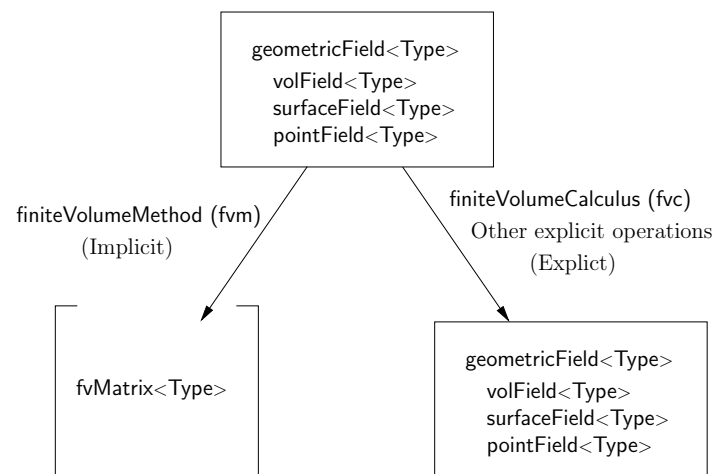 geometricField<Type>
volField<Type>
surfaceField<Type>
pointField<Type>
finiteVolumeMethod (fvm)
(Implicit)
finiteVolumeCalculus (fvc)
Other explicit operations
(Explict)
fvMatrix<Type>
geometricField<Type>
volField<Type>
surfaceField<Type>
pointField<Type>